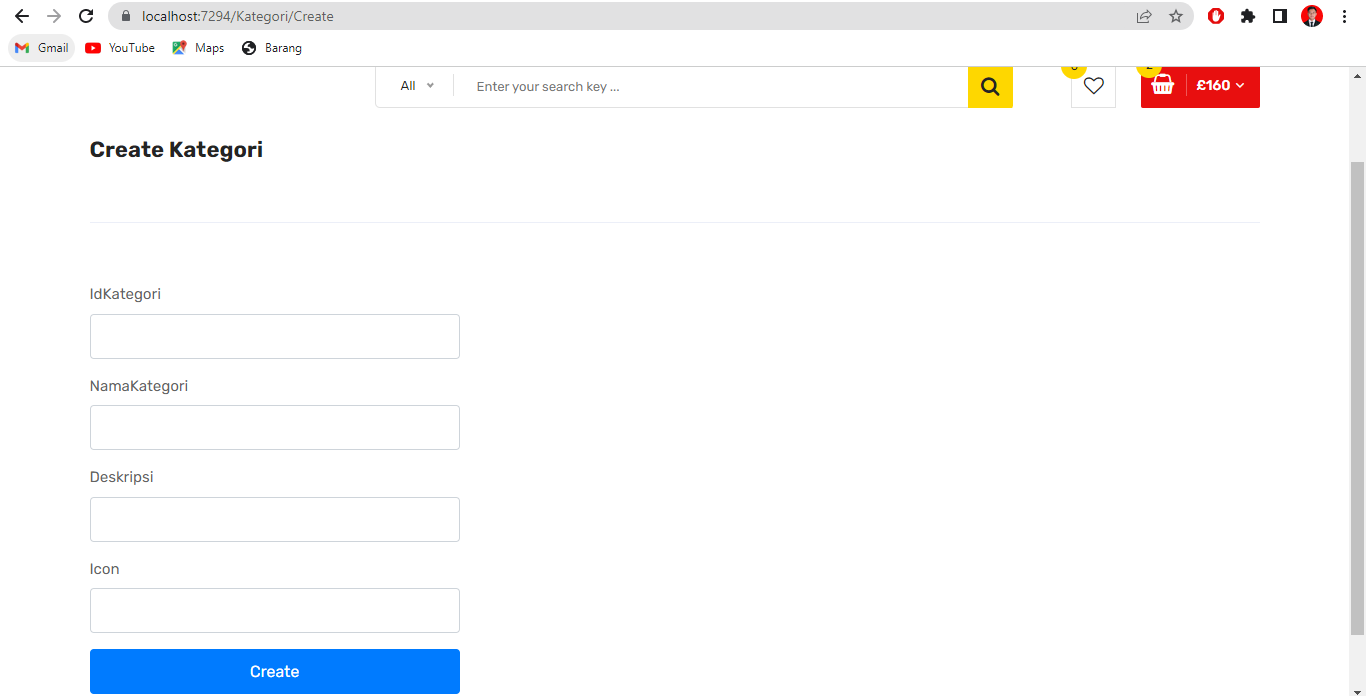 localhost:7294/Kategori/Create
Gmail YouTube Maps Barang
All Enter your search key ... £160
Create Kategori
IdKategori
NamaKategori
Deskripsi
Icon
Create